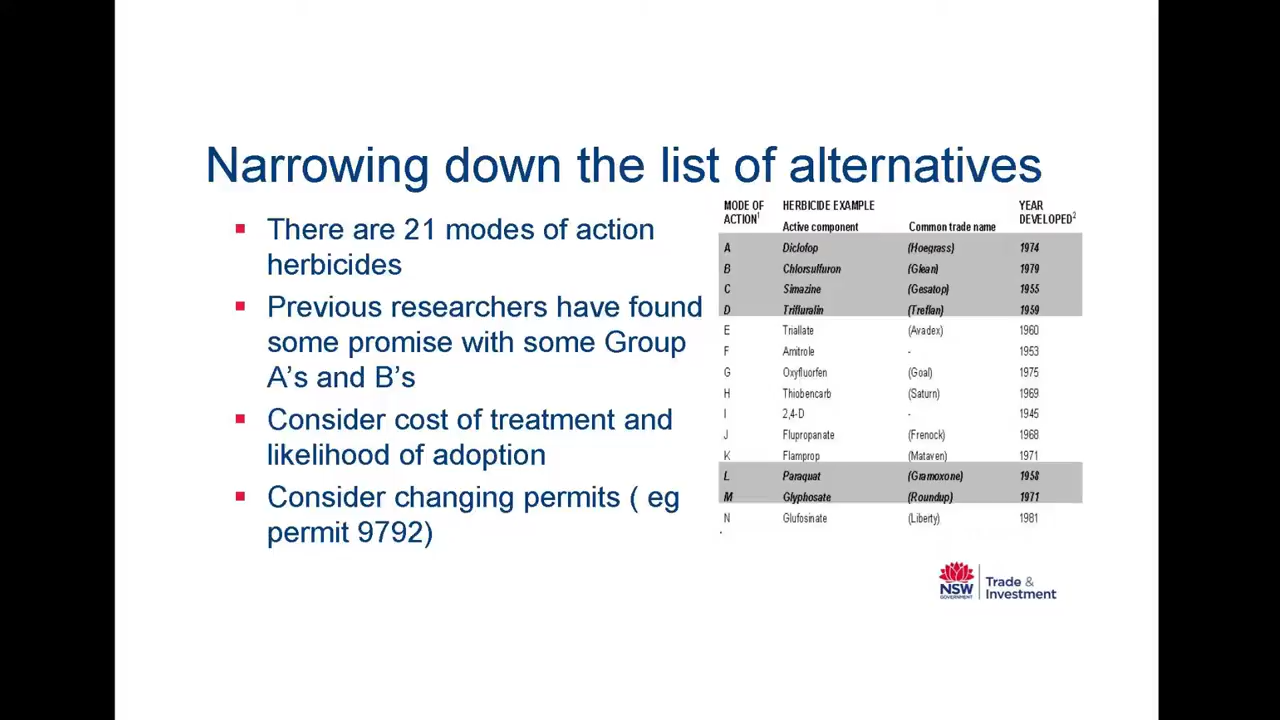 Narrowing down the list of alternatives
▪ There are 21 modes of action
herbicides
▪ Previous researchers have found
some promise with some Group
A's and B's
▪ Consider cost of treatment and
likelihood of adoption
▪ Consider changing permits ( eg
permit 9792)
MODE OF HERBICIDE EXAMPLE YEAR
ACTION¹ Active component Common trade name DEVELOPED²
A Diclofop (Hoegrass) 1974
B Chlorsulfuron (Glean) 1979
C Simazine (Gesatop) 1955
D Trifluralin (Treflan) 1959
E Triallate (Avadex) 1960
F Amitrole - 1953
G Oxyfluorfen (Goal) 1975
H Thiobencarb (Saturn) 1969
I 2,4-D - 1945
J Flupropanate (Frenock) 1968
K Flamprop (Mataven) 1971
L Paraquat (Gramoxone) 1958
M Glyphosate (Roundup) 1971
N Glufosinate (Liberty) 1981
NSW
GOVERNMENT
Trade &
Investment